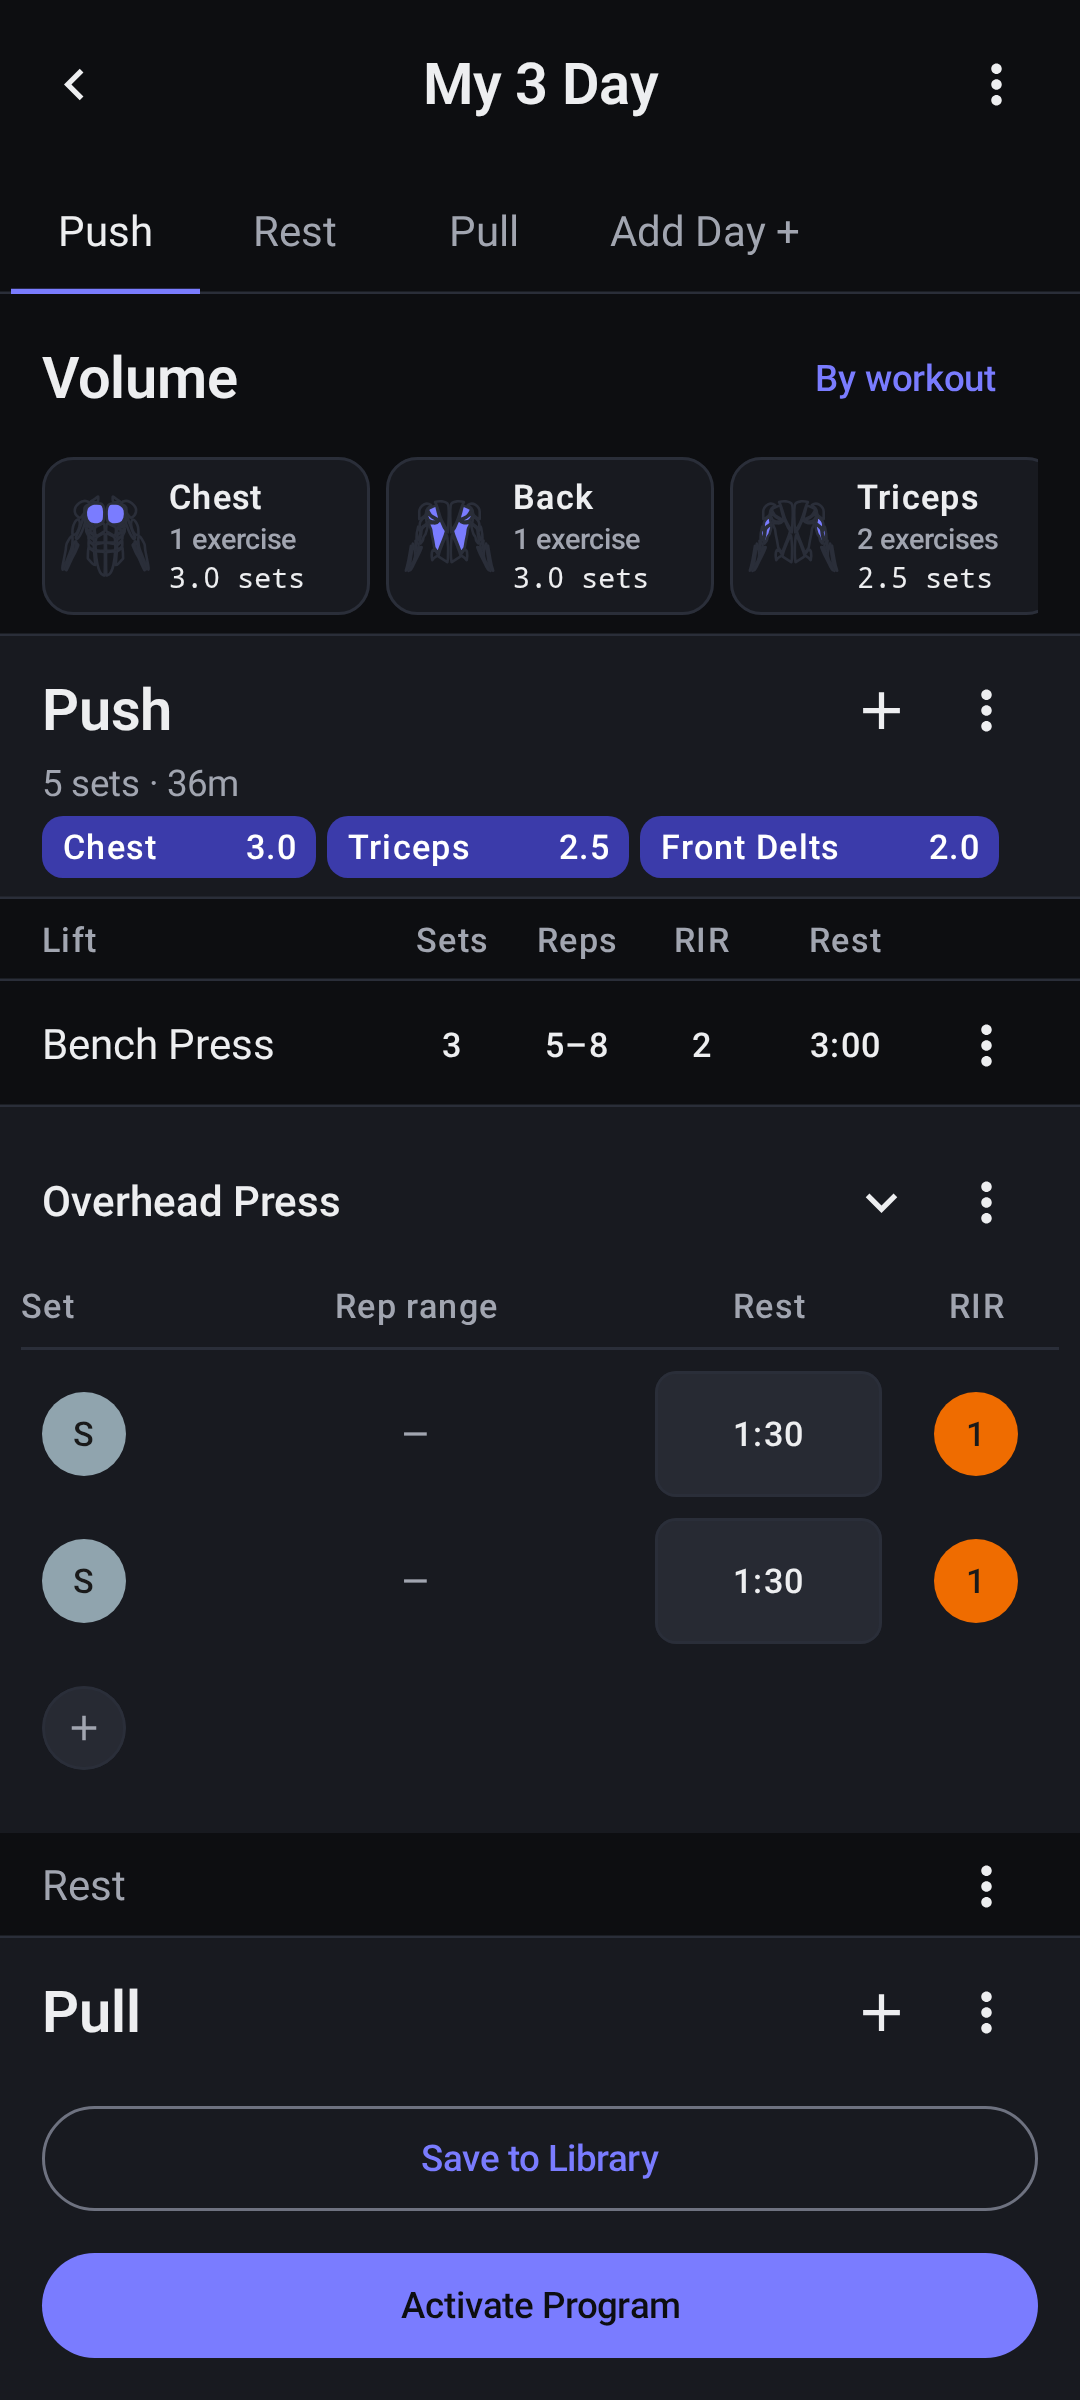 My 3 Day
Push Rest Pull Add Day +
Volume By workout
Chest
1 exercise
3.0 sets
Back
1 exercise
3.0 sets
Triceps
2 exercises
2.5 sets
Push
5 sets · 36m
Chest 3.0 Triceps 2.5 Front Delts 2.0
Lift Sets Reps RIR Rest
Bench Press 3 5–8 2 3:00
Overhead Press
Set Rep range Rest RIR
S – 1:30 1
S – 1:30 1
+
Rest
Pull
Save to Library
Activate Program